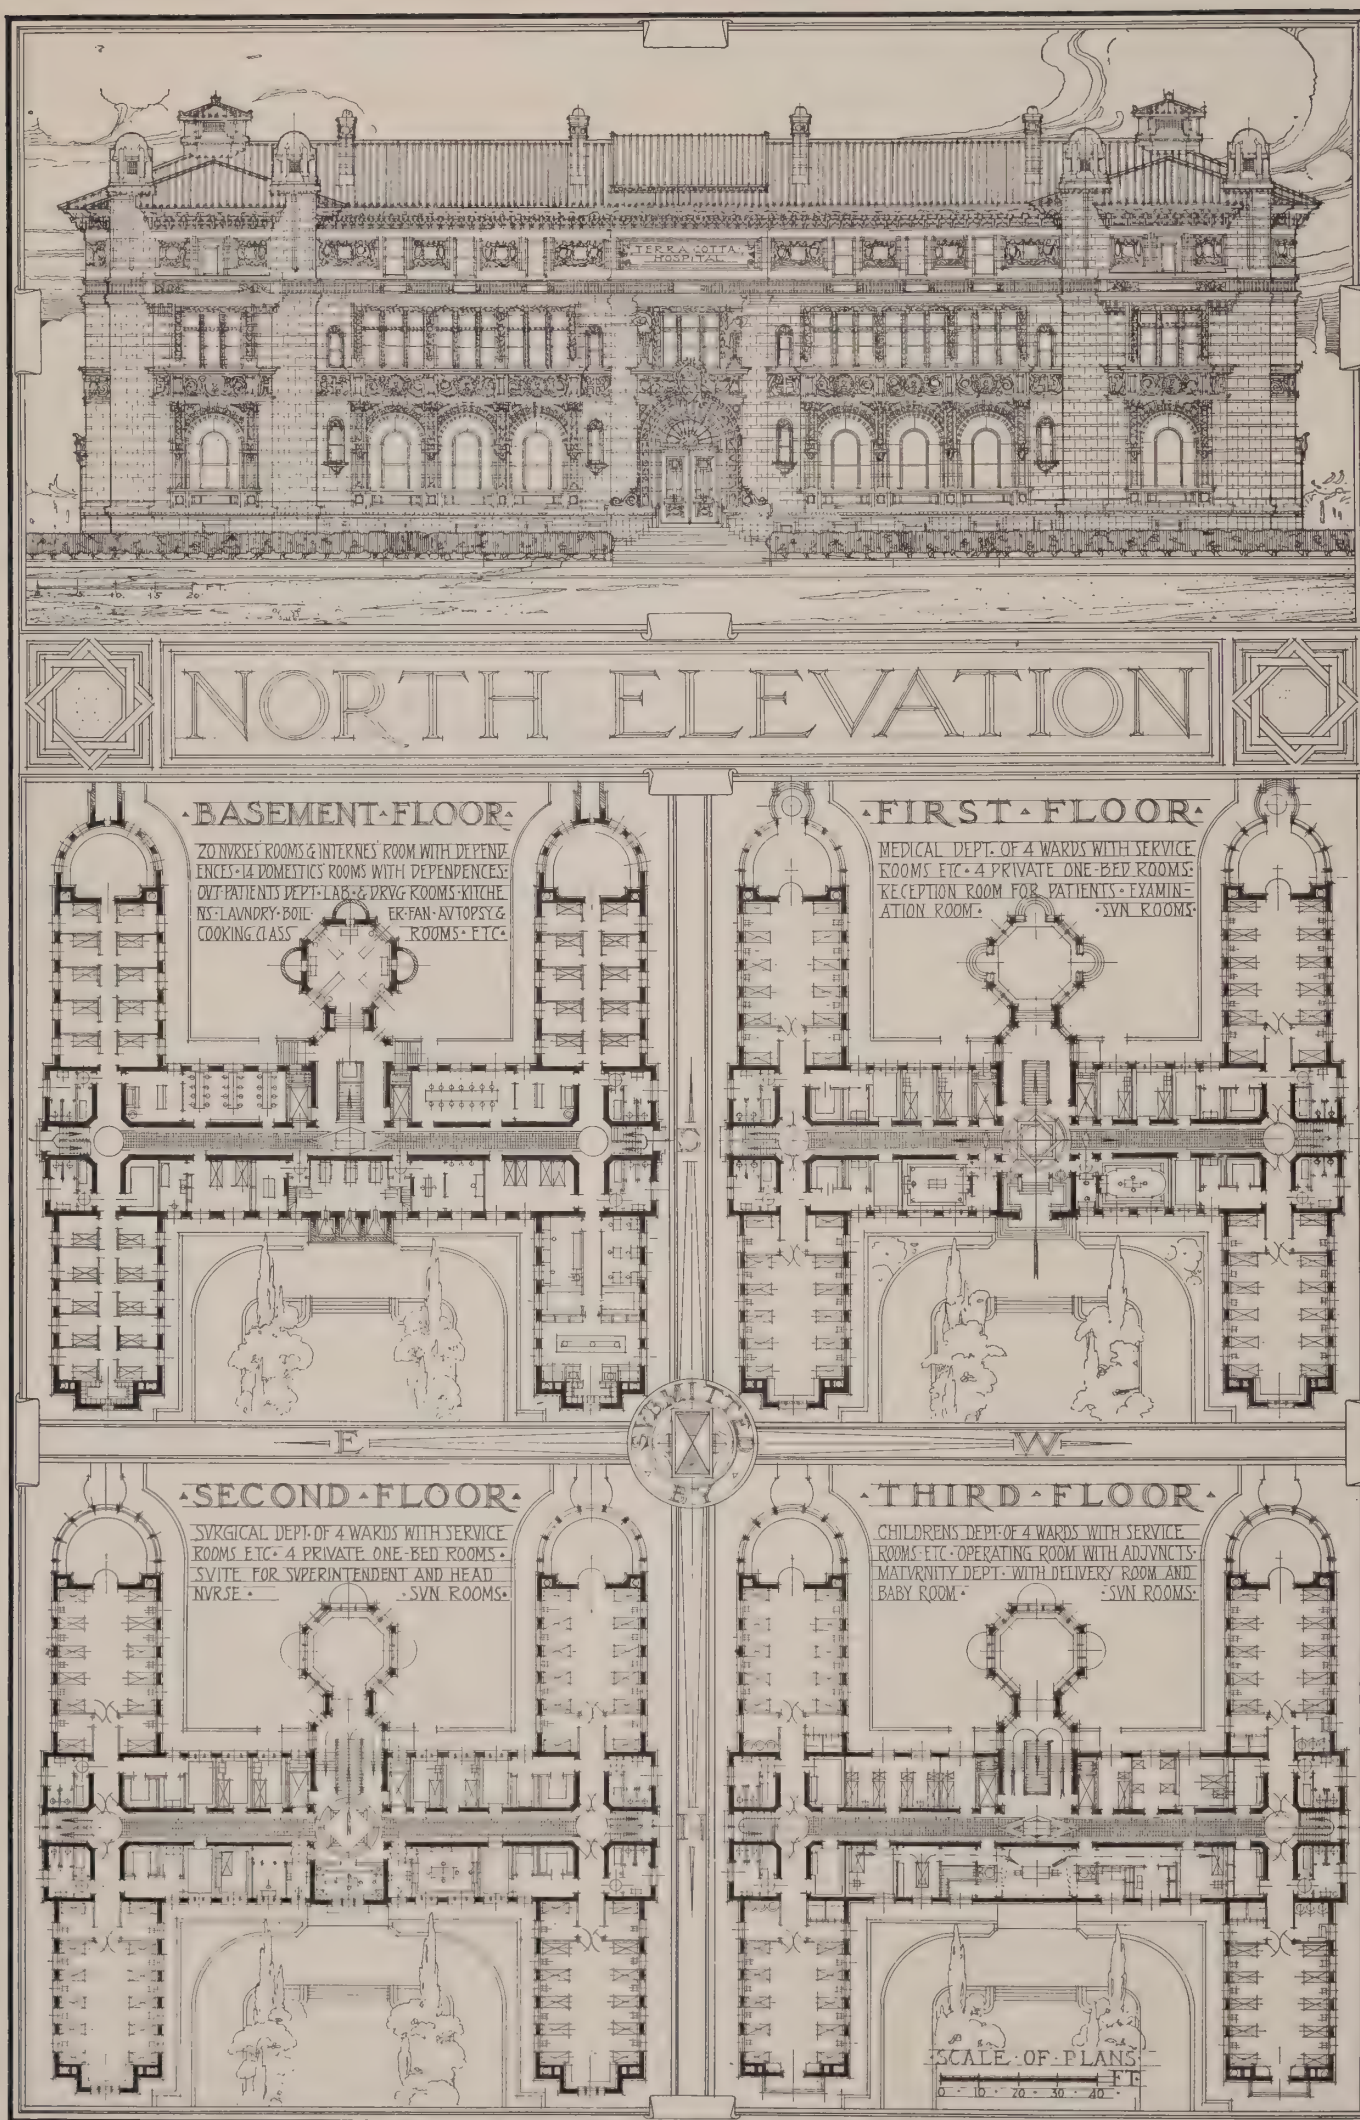 TERRA COTTA
HOSPITAL
5 10 15 20 FT.
NORTH ELEVATION
·BASEMENT·FLOOR·
20 NVRSES' ROOMS & INTERNES' ROOM WITH DEPEND-
ENCES·14 DOMESTICS' ROOMS WITH DEPENDENCES·
OVT-PATIENTS DEPT·LAB·& DRVG ROOMS·KITCHE
NS·LAVNDRY·BOIL· ER·FAN·AVTOPSY &
COOKING CLASS ROOMS·ETC·
·FIRST·FLOOR·
MEDICAL DEPT·OF 4 WARDS WITH SERVICE
ROOMS ETC·4 PRIVATE ONE-BED ROOMS·
RECEPTION ROOM FOR PATIENTS·EXAMIN-
ATION ROOM· ·SVN ROOMS·
E
SVBMITTED
BY
W
·SECOND·FLOOR·
SVRGICAL DEPT·OF 4 WARDS WITH SERVICE
ROOMS ETC·4 PRIVATE ONE-BED ROOMS·
SVITE FOR SVPERINTENDENT AND HEAD
NVRSE· ·SVN ROOMS·
·THIRD·FLOOR·
CHILDRENS DEPT·OF 4 WARDS WITH SERVICE
ROOMS·ETC·OPERATING ROOM WITH ADJVNCTS·
MATVRNITY DEPT·WITH DELIVERY ROOM AND
BABY ROOM· ·SVN ROOMS·
SCALE·OF·PLANS
FT.
0·10·20·30·40·